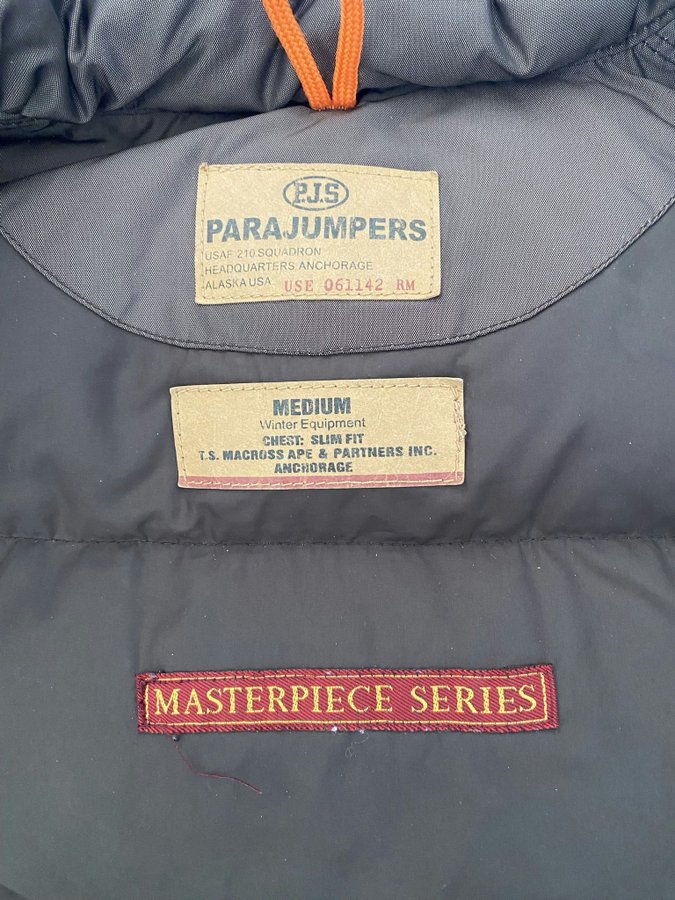 P.J.S
PARAJUMPERS
USAF 210 SQUADRON
HEADQUARTERS ANCHORAGE
ALASKA USA USE 061142 RM
MEDIUM
Winter Equipment
CHEST: SLIM FIT
T.S. MACROSS APE & PARTNERS INC.
ANCHORAGE
MASTERPIECE SERIES